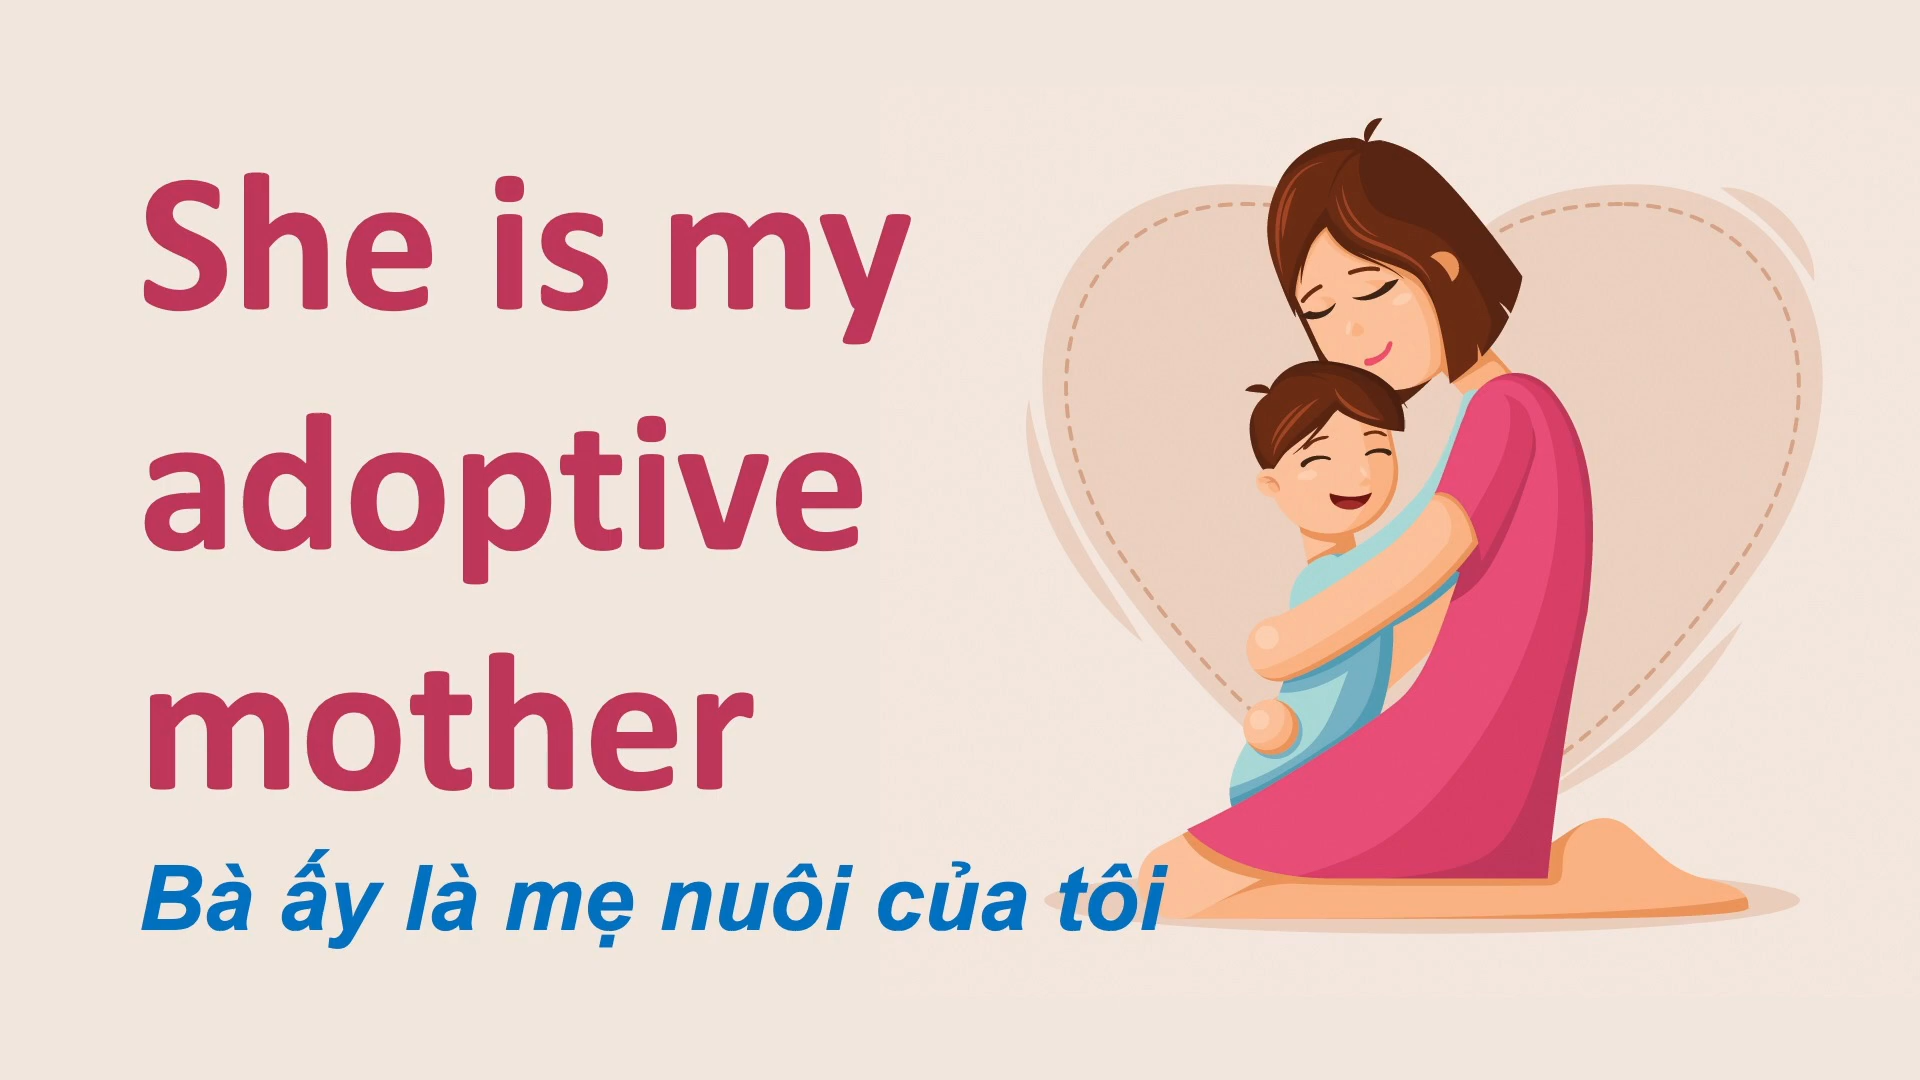 She is my
adoptive
mother
Bà ấy là mẹ nuôi của tôi